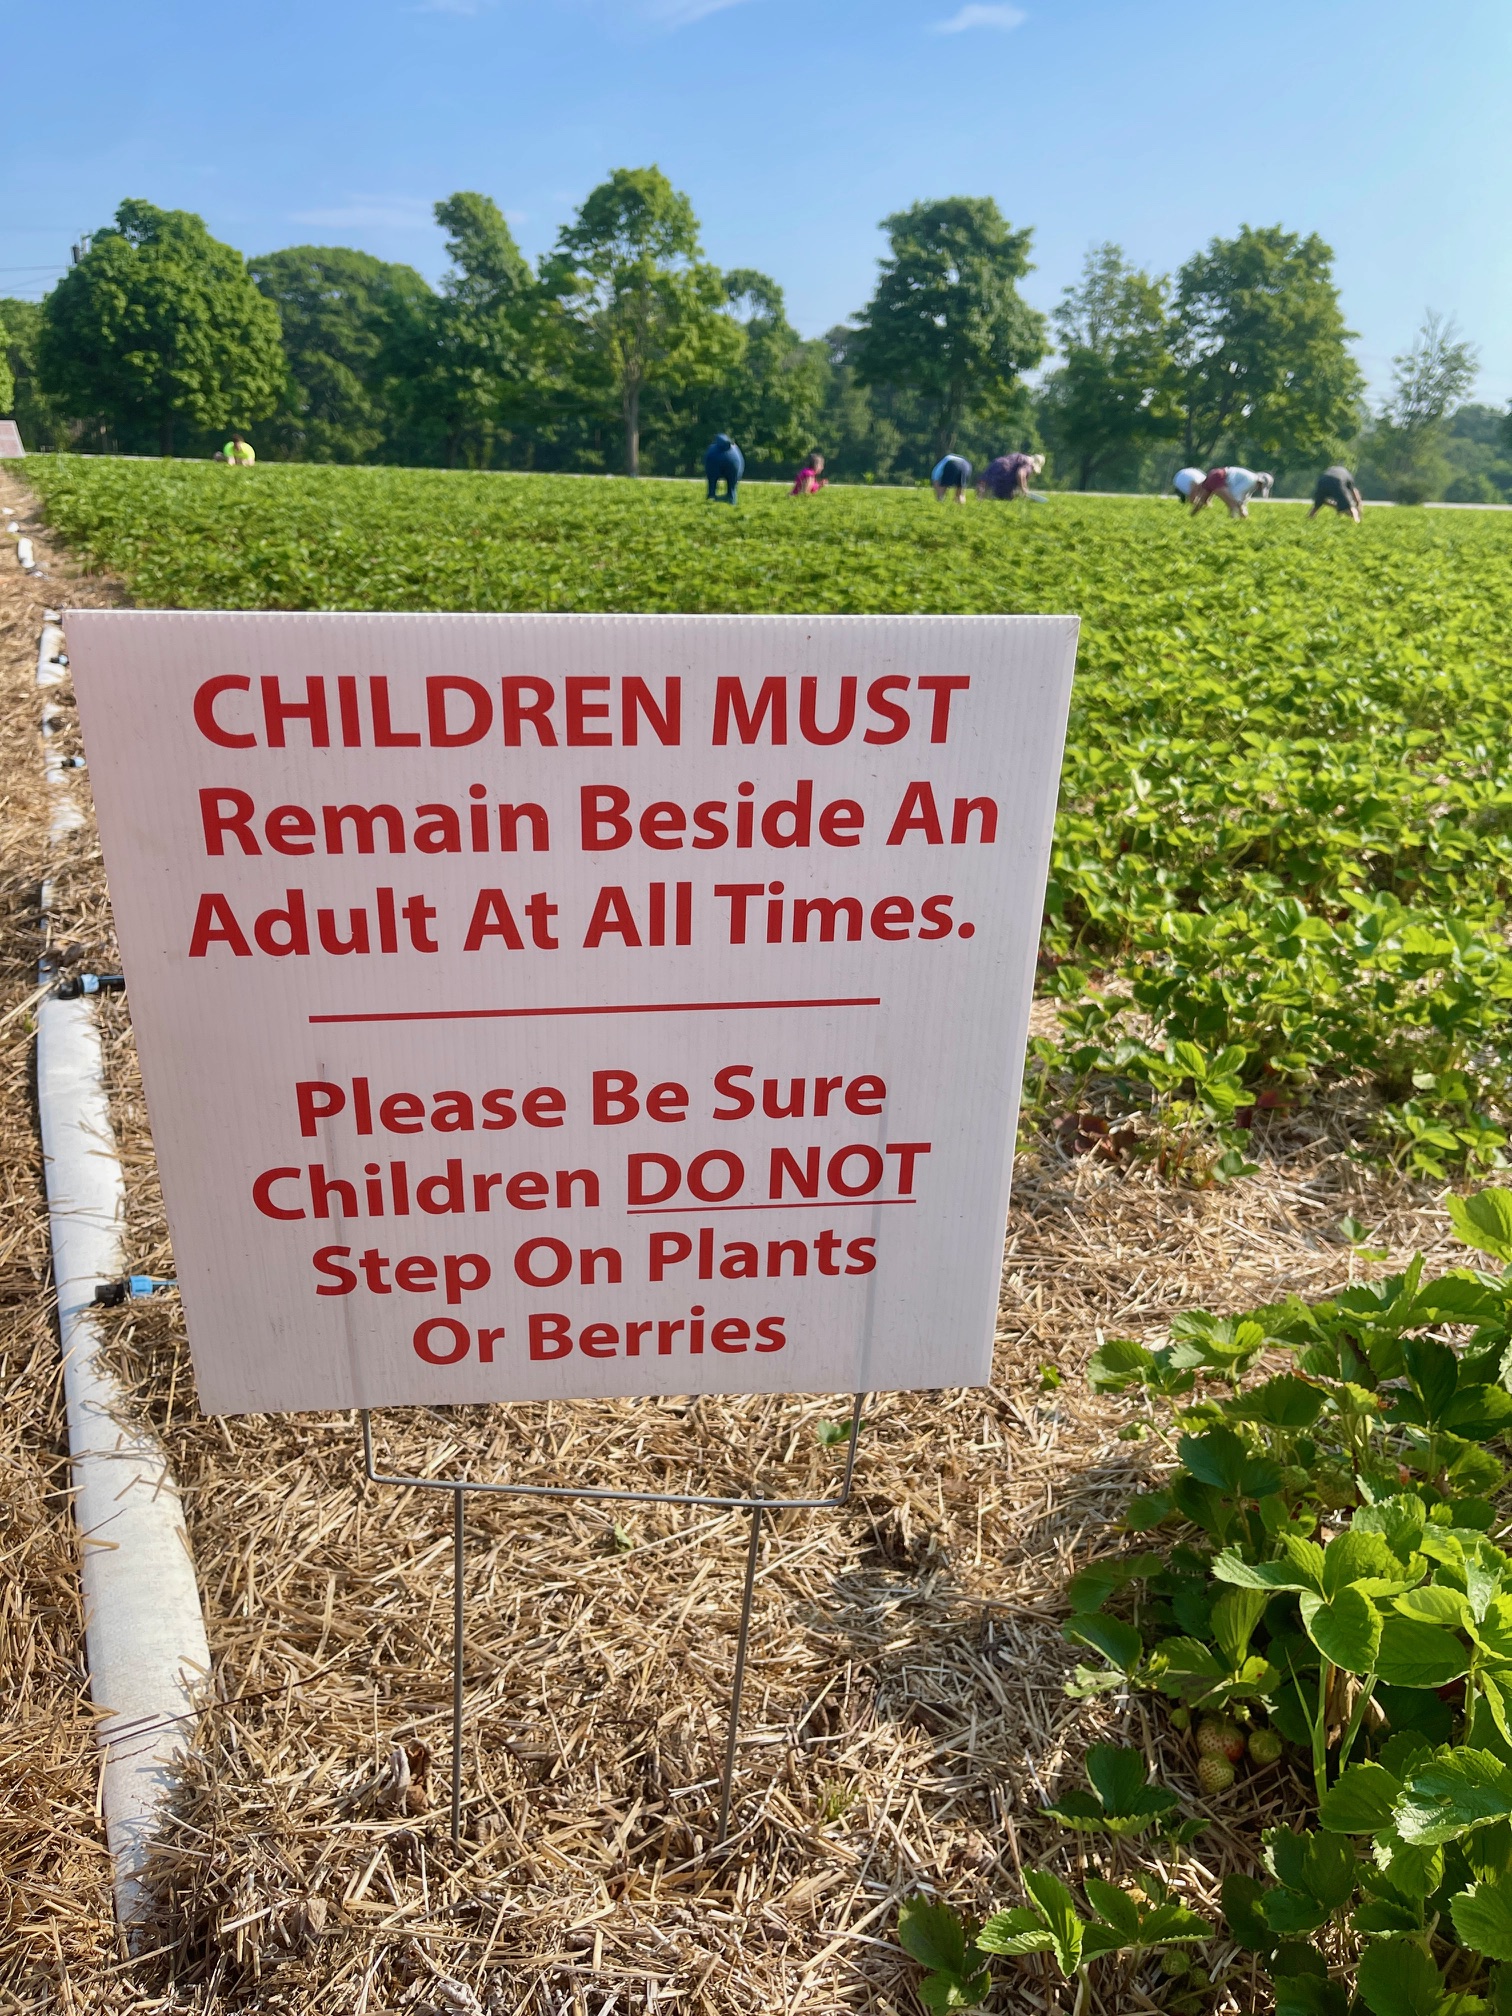 CHILDREN MUST
Remain Beside An
Adult At All Times.
Please Be Sure
Children DO NOT
Step On Plants
Or Berries